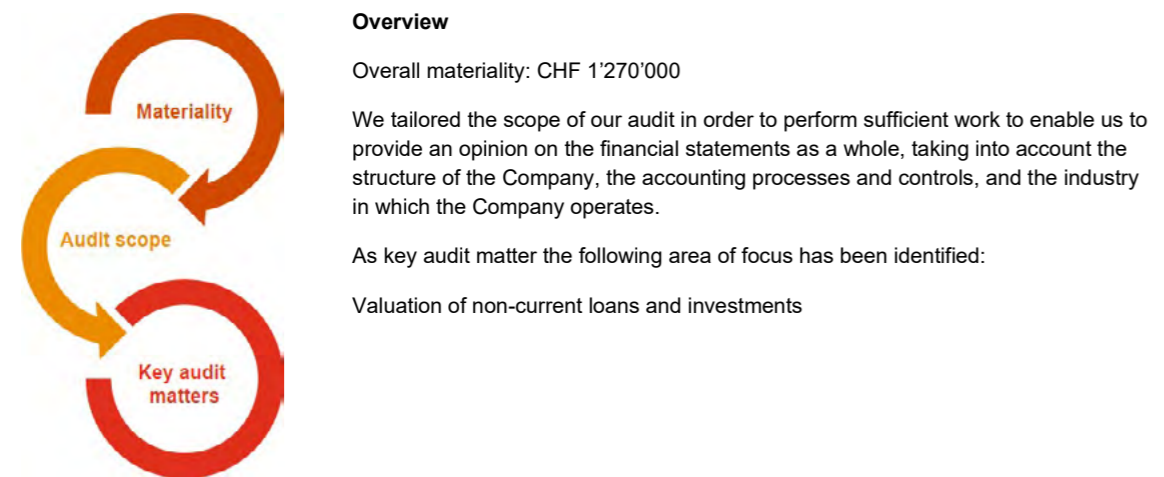 Materiality
Audit scope
Key audit
matters
Overview
Overall materiality: CHF 1’270’000
We tailored the scope of our audit in order to perform sufficient work to enable us to
provide an opinion on the financial statements as a whole, taking into account the
structure of the Company, the accounting processes and controls, and the industry
in which the Company operates.
As key audit matter the following area of focus has been identified:
Valuation of non-current loans and investments